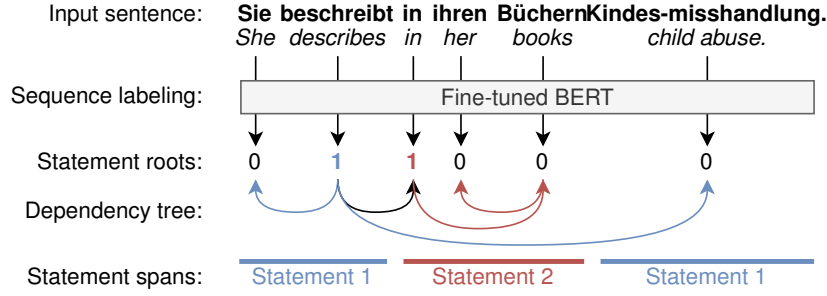 Input sentence: Sie beschreibt in ihren BüchernKindes-misshandlung.
She describes in her books child abuse.
Sequence labeling: Fine-tuned BERT
Statement roots: 0 1 1 0 0 0
Dependency tree:
Statement spans: Statement 1 Statement 2 Statement 1